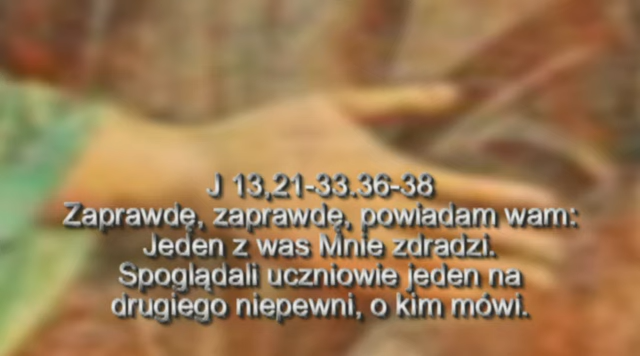 J 13,21-33.36-38
Zaprawdę, zaprawdę, powiadam wam:
Jeden z was Mnie zdradzi.
Spoglądali uczniowie jeden na
drugiego niepewni, o kim mówi.